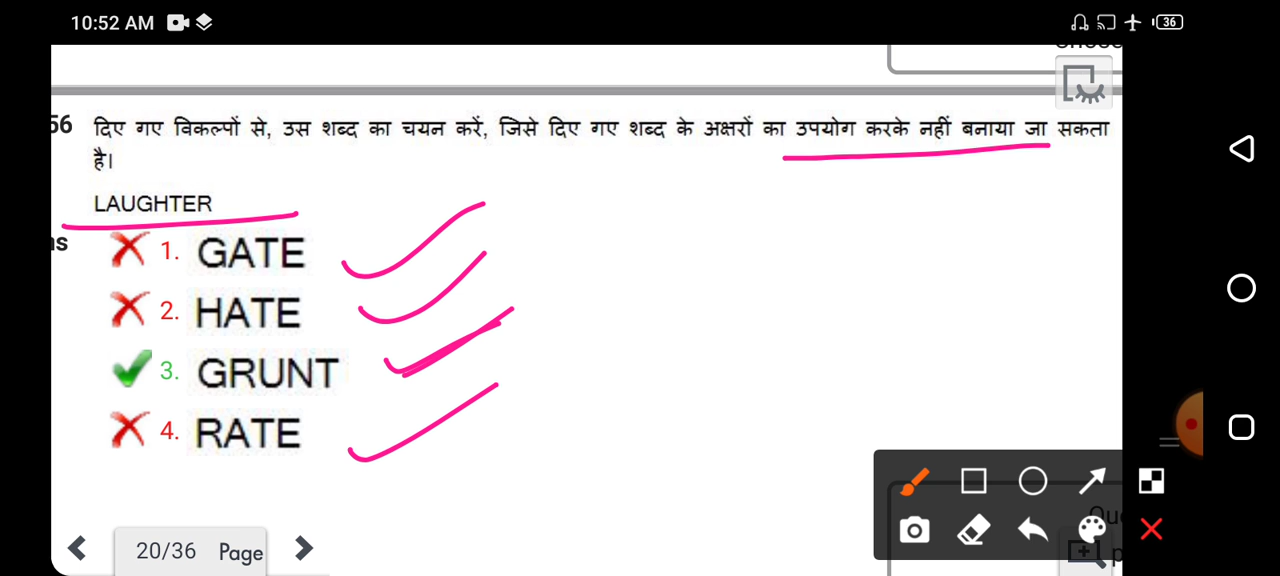 10:52 AM
36
56 दिए गए विकल्पों से, उस शब्द का चयन करें, जिसे दिए गए शब्द के अक्षरों का उपयोग करके नहीं बनाया जा सकता
है।
LAUGHTER
1. GATE
2. HATE
3. GRUNT
4. RATE
20/36 Page